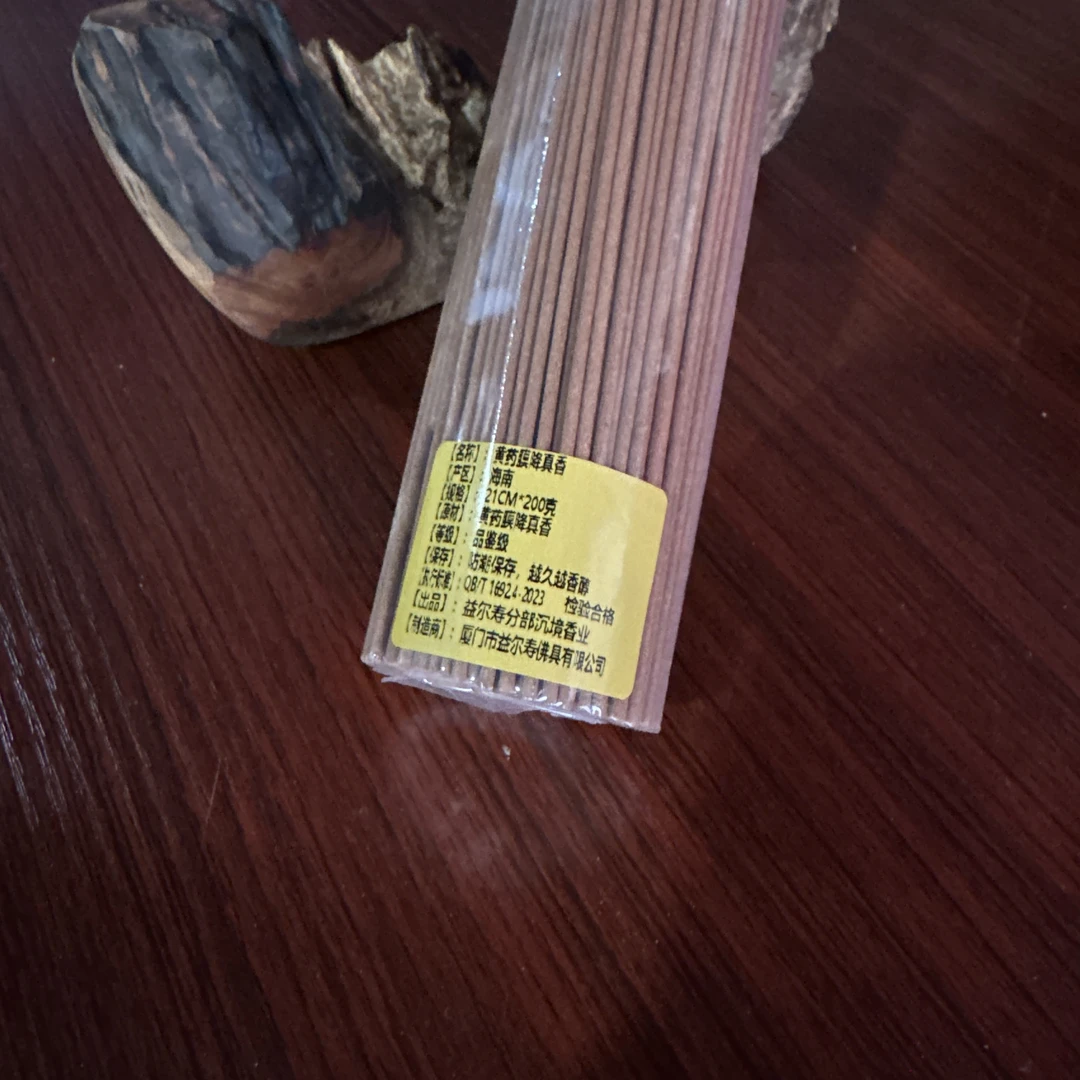 【名称】：黄药膜降真香
【产区】：海南
【规格】：21CM*200克
【原材】：黄药膜降真香
【等级】：品鉴级
【保存】：防潮保存，越久越香醇
【执行标准】：QB/T 1692.4-2023 检验合格
【出品】：益尔寿分部沉境香业
【制造商】：厦门市益尔寿佛具有限公司